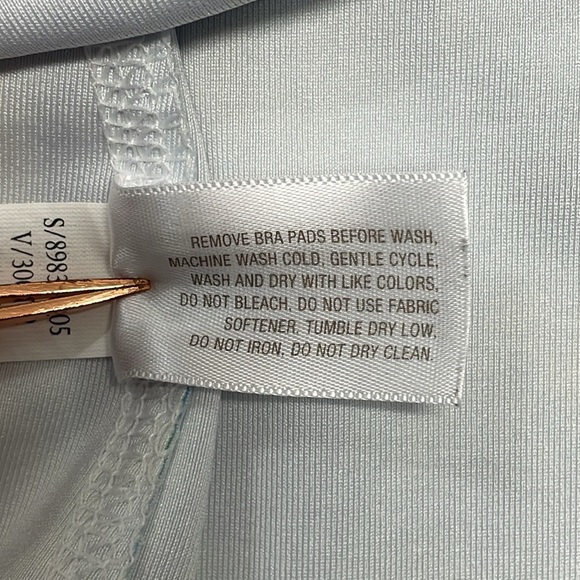 REMOVE BRA PADS BEFORE WASH,
MACHINE WASH COLD, GENTLE CYCLE,
WASH AND DRY WITH LIKE COLORS,
DO NOT BLEACH. DO NOT USE FABRIC
SOFTENER, TUMBLE DRY LOW,
DO NOT IRON, DO NOT DRY CLEAN.